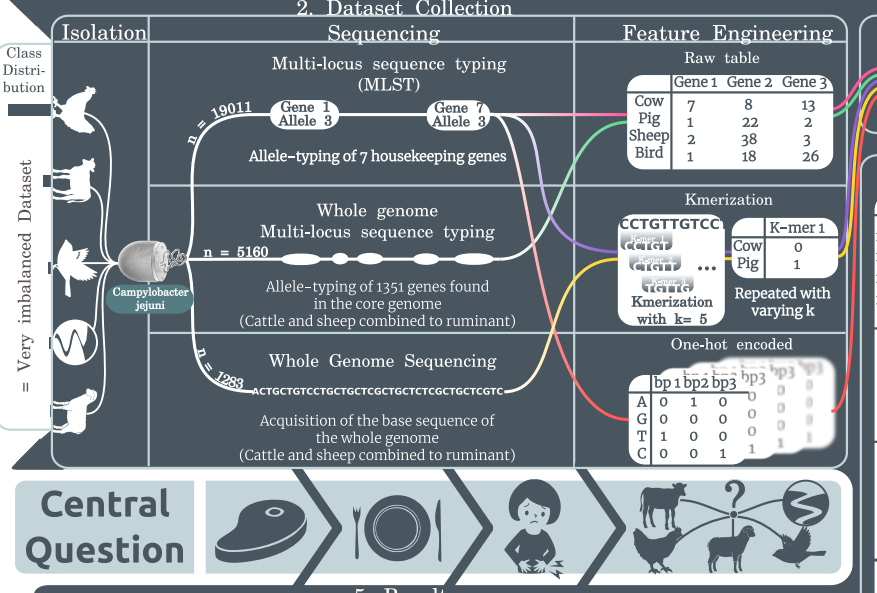 2. Dataset Collection
Isolation
Sequencing
Feature Engineering
Class
Distri-
bution
= Very imbalanced Dataset
Campylobacter
jejuni
Multi-locus sequence typing
(MLST)
n = 19011
Gene 1
Allele 3
Gene 7
Allele 3
Allele-typing of 7 housekeeping genes
Whole genome
Multi-locus sequence typing
n = 5160
Allele-typing of 1351 genes found
in the core genome
(Cattle and sheep combined to ruminant)
Whole Genome Sequencing
n = 1283
ACTGCTGTCCTGCTGCTCGCTGCTCTCGCTGCTCGTC
Acquisition of the base sequence of
the whole genome
(Cattle and sheep combined to ruminant)
Raw table
Gene 1 Gene 2 Gene 3
Cow 7 8 13
Pig 1 22 2
Sheep 2 38 3
Bird 1 18 26
Kmerization
CCTGTTGTCCT
K-mer 1
CCTGT
K-mer 2
CTGTT
...
TGTTG
Kmerization
with k= 5
K-mer 1
Cow 0
Pig 1
Repeated with
varying k
One-hot encoded
bp 1 bp2 bp3 bp3
A 0 1 0
G 0 0 0
T 1 0 0
C 0 0 1
Central
Question
?